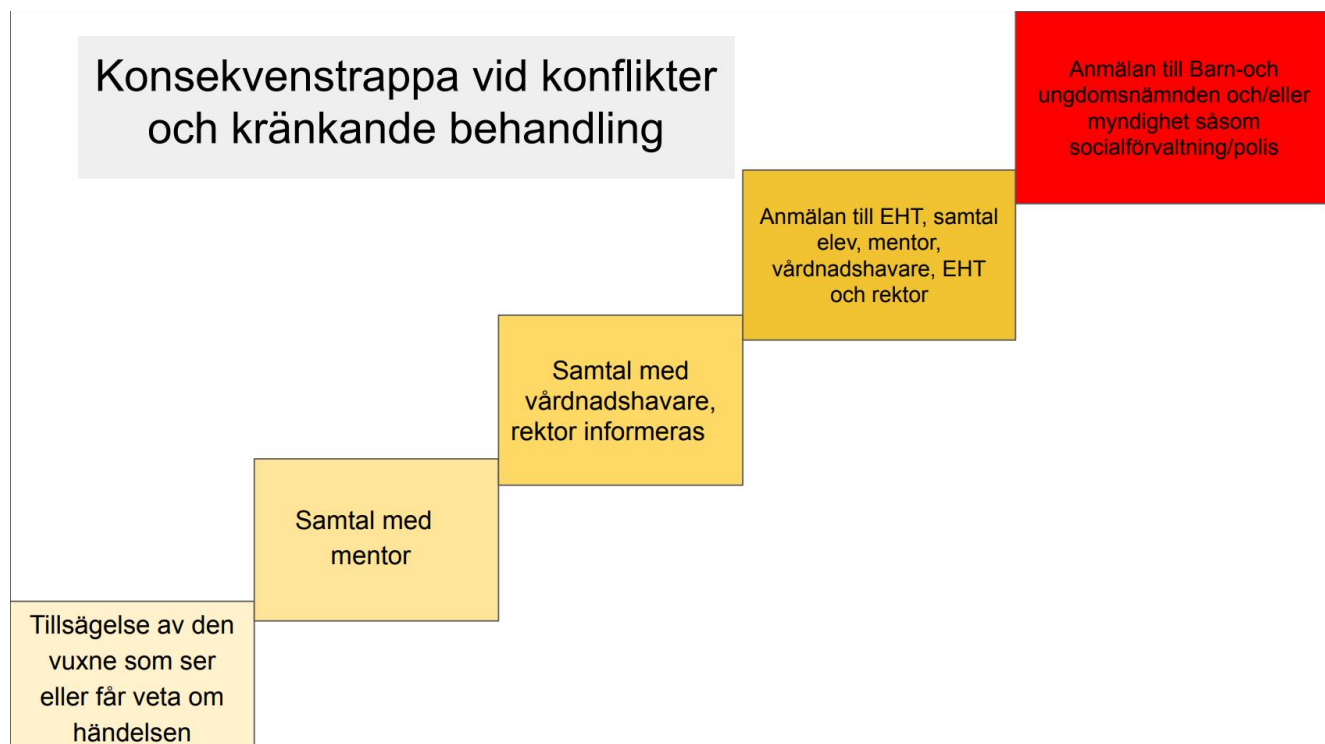 Konsekvenstrappa vid konflikter
och kränkande behandling
Anmälan till Barn-och
ungdomsnämnden och/eller
myndighet såsom
socialförvaltning/polis
Anmälan till EHT, samtal
elev, mentor,
vårdnadshavare, EHT
och rektor
Samtal med
vårdnadshavare,
rektor informeras
Samtal med
mentor
Tillsägelse av den
vuxne som ser
eller får veta om
händelsen